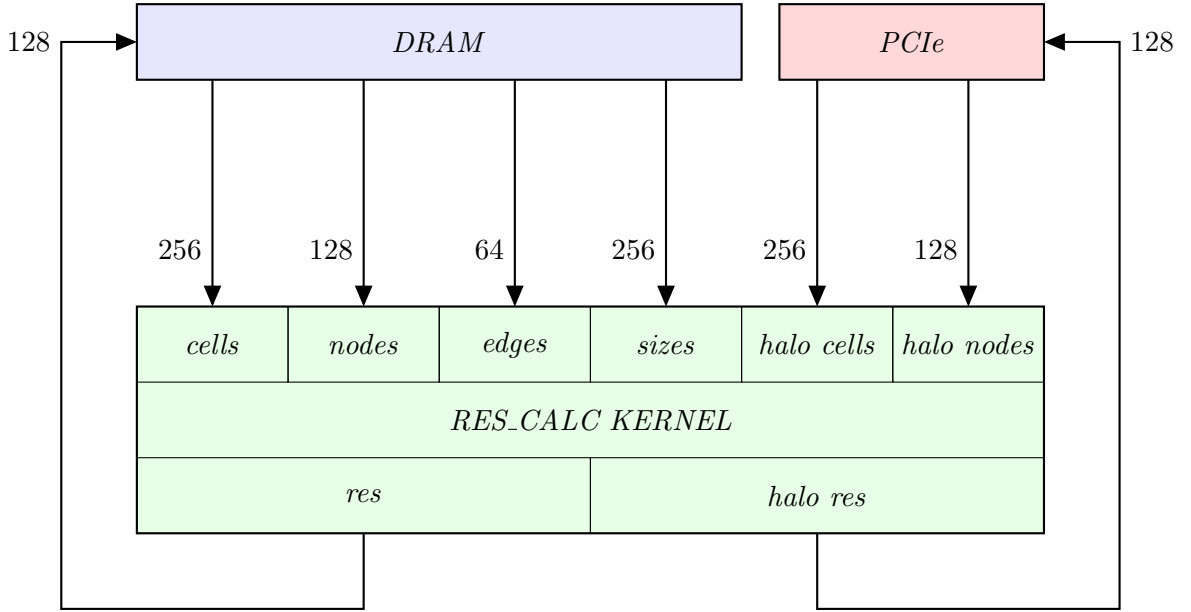 128
DRAM
PCIe
128
256
128
64
256
256
128
cells
nodes
edges
sizes
halo cells
halo nodes
RES_CALC KERNEL
res
halo res